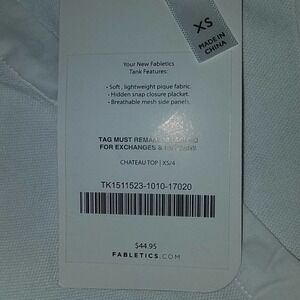 XS
MADE IN
CHINA
Your New Fabletics
Tank Features:
• Soft, lightweight pique fabric.
• Hidden snap closure placket.
• Breathable mesh side panels.
TAG MUST
FOR EXCHANGES &
CHATEAU TOP | XS/4
TK1511523-1010-17020
$44.95
FABLETICS.COM